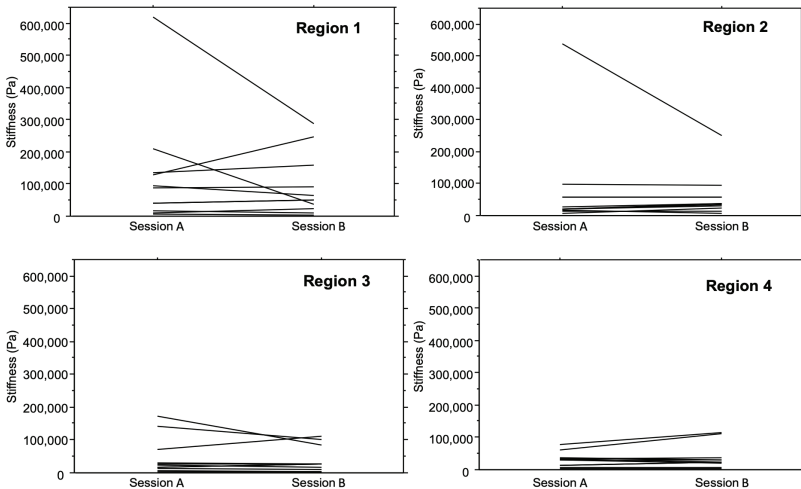 Region 1
Stiffness (Pa)
600,000
500,000
400,000
300,000
200,000
100,000
0
Session A
Session B
Region 2
Stiffness (Pa)
600,000
500,000
400,000
300,000
200,000
100,000
0
Session A
Session B
Region 3
Stiffness (Pa)
600,000
500,000
400,000
300,000
200,000
100,000
0
Session A
Session B
Region 4
Stiffness (Pa)
600,000
500,000
400,000
300,000
200,000
100,000
0
Session A
Session B